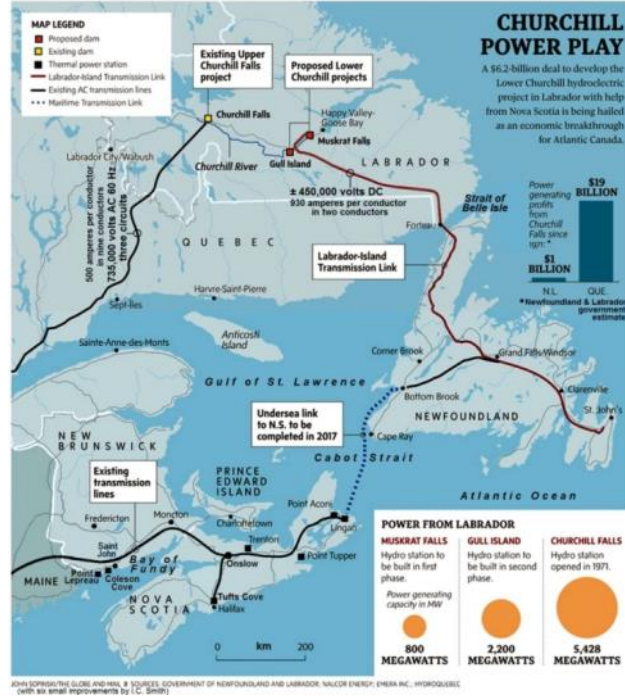 MAP LEGEND
Proposed dam
Existing dam
Thermal power station
Labrador-Island Transmission Link
Existing AC transmission lines
Maritime Transmission Link
CHURCHILL
POWER PLAY
A $6.2-billion deal to develop the
Lower Churchill hydroelectric
project in Labrador with help
from Nova Scotia is being hailed
as an economic breakthrough
for Atlantic Canada.
Existing Upper
Churchill Falls
project
Proposed Lower
Churchill projects
Churchill Falls
Happy Valley-
Goose Bay
Muskrat Falls
Gull Island
Churchill River
Labrador City/Wabush
LABRADOR
500 amperes per conductor
in nine conductors
735,000 volts AC 60 Hz
three circuits
± 450,000 volts DC
930 amperes per conductor
in two conductors
Strait of
Belle Isle
Forteau
QUEBEC
Labrador-Island
Transmission Link
Power
generating
profits
from
Churchill
Falls since
1971: *
$19
BILLION
$1
BILLION
N.L.
QUE.
*Newfoundland & Labrador
government
estimate
Sept-Îles
Havre-Saint-Pierre
Anticosti
Island
Sainte-Anne-des-Monts
Gulf of St. Lawrence
Corner Brook
Grand Falls-Windsor
Bottom Brook
Clarenville
NEWFOUNDLAND
St. John's
Undersea link
to N.S. to be
completed in 2017
Cape Ray
Cabot Strait
Atlantic Ocean
NEW
BRUNSWICK
Existing
transmission
lines
PRINCE
EDWARD
ISLAND
Fredericton
Moncton
Charlottetown
Point Aconi
Lingan
Trenton
Saint
John
Bay of
Fundy
Onslow
Point Tupper
Point
Lepreau
Coleson
Cove
MAINE
NOVA
SCOTIA
Tufts Cove
Halifax
0 km 200
POWER FROM LABRADOR
MUSKRAT FALLS
Hydro station to
be built in first
phase.
Power generating
capacity in MW
800
MEGAWATTS
GULL ISLAND
Hydro station to
be built in second
phase.
2,200
MEGAWATTS
CHURCHILL FALLS
Hydro station
opened in 1971.
5,428
MEGAWATTS
JOHN SOPINSKI/THE GLOBE AND MAIL SOURCES: GOVERNMENT OF NEWFOUNDLAND AND LABRADOR; NALCOR ENERGY; EMERA INC.; HYDROQUEBEC
(with six small improvements by I.C. Smith)